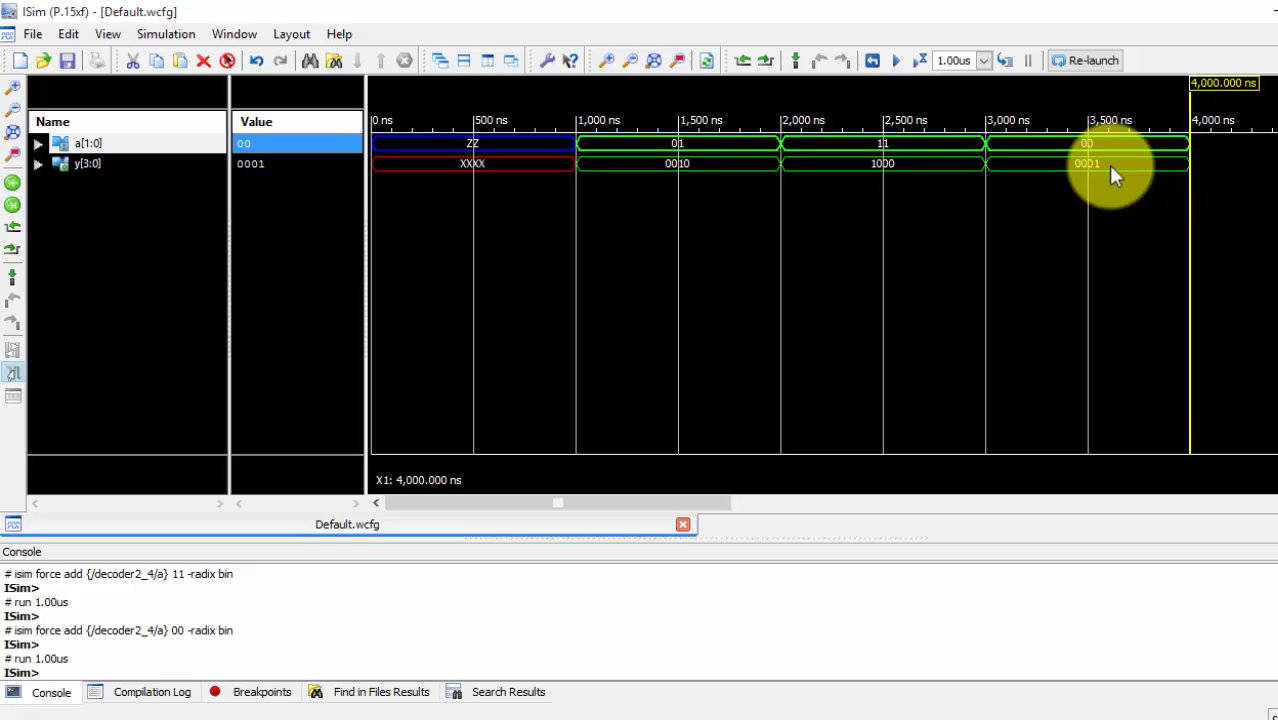 ISim (P.15xf) - [Default.wcfg]
File Edit View Simulation Window Layout Help
1.00us Re-launch
4,000.000 ns
Name Value
0 ns 500 ns 1,000 ns 1,500 ns 2,000 ns 2,500 ns 3,000 ns 3,500 ns 4,000 ns
a[1:0] 00 ZZ 01 11 00
y[3:0] 0001 XXXX 0010 1000 0001
X1: 4,000.000 ns
Default.wcfg
Console
# isim force add {/decoder2_4/a} 11 -radix bin
ISim>
# run 1.00us
ISim>
# isim force add {/decoder2_4/a} 00 -radix bin
ISim>
# run 1.00us
ISim>
Console Compilation Log Breakpoints Find in Files Results Search Results